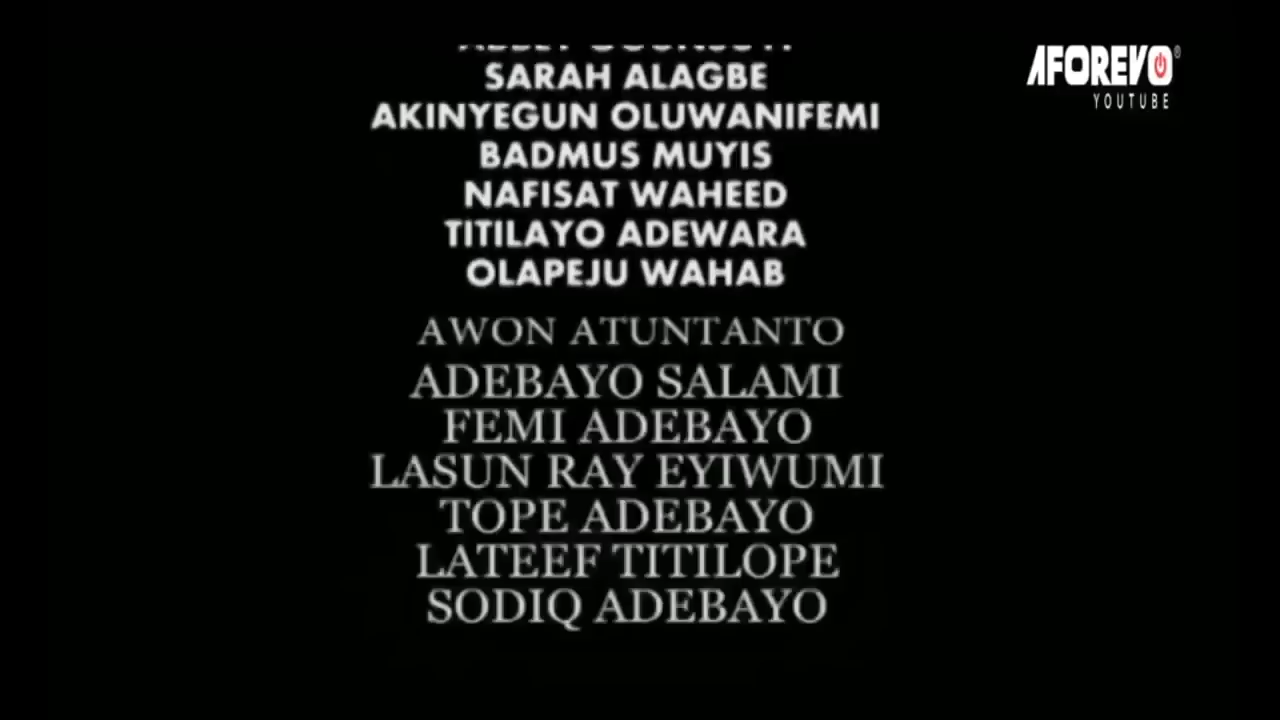 SARAH ALAGBE
AKINYEGUN OLUWANIFEMI
BADMUS MUYIS
NAFISAT WAHEED
TITILAYO ADEWARA
OLAPEJU WAHAB
AWON ATUNTANTO
ADEBAYO SALAMI
FEMI ADEBAYO
LASUN RAY EYIWUMI
TOPE ADEBAYO
LATEEF TITILOPE
SODIQ ADEBAYO
AFOREVO®
YOUTUBE